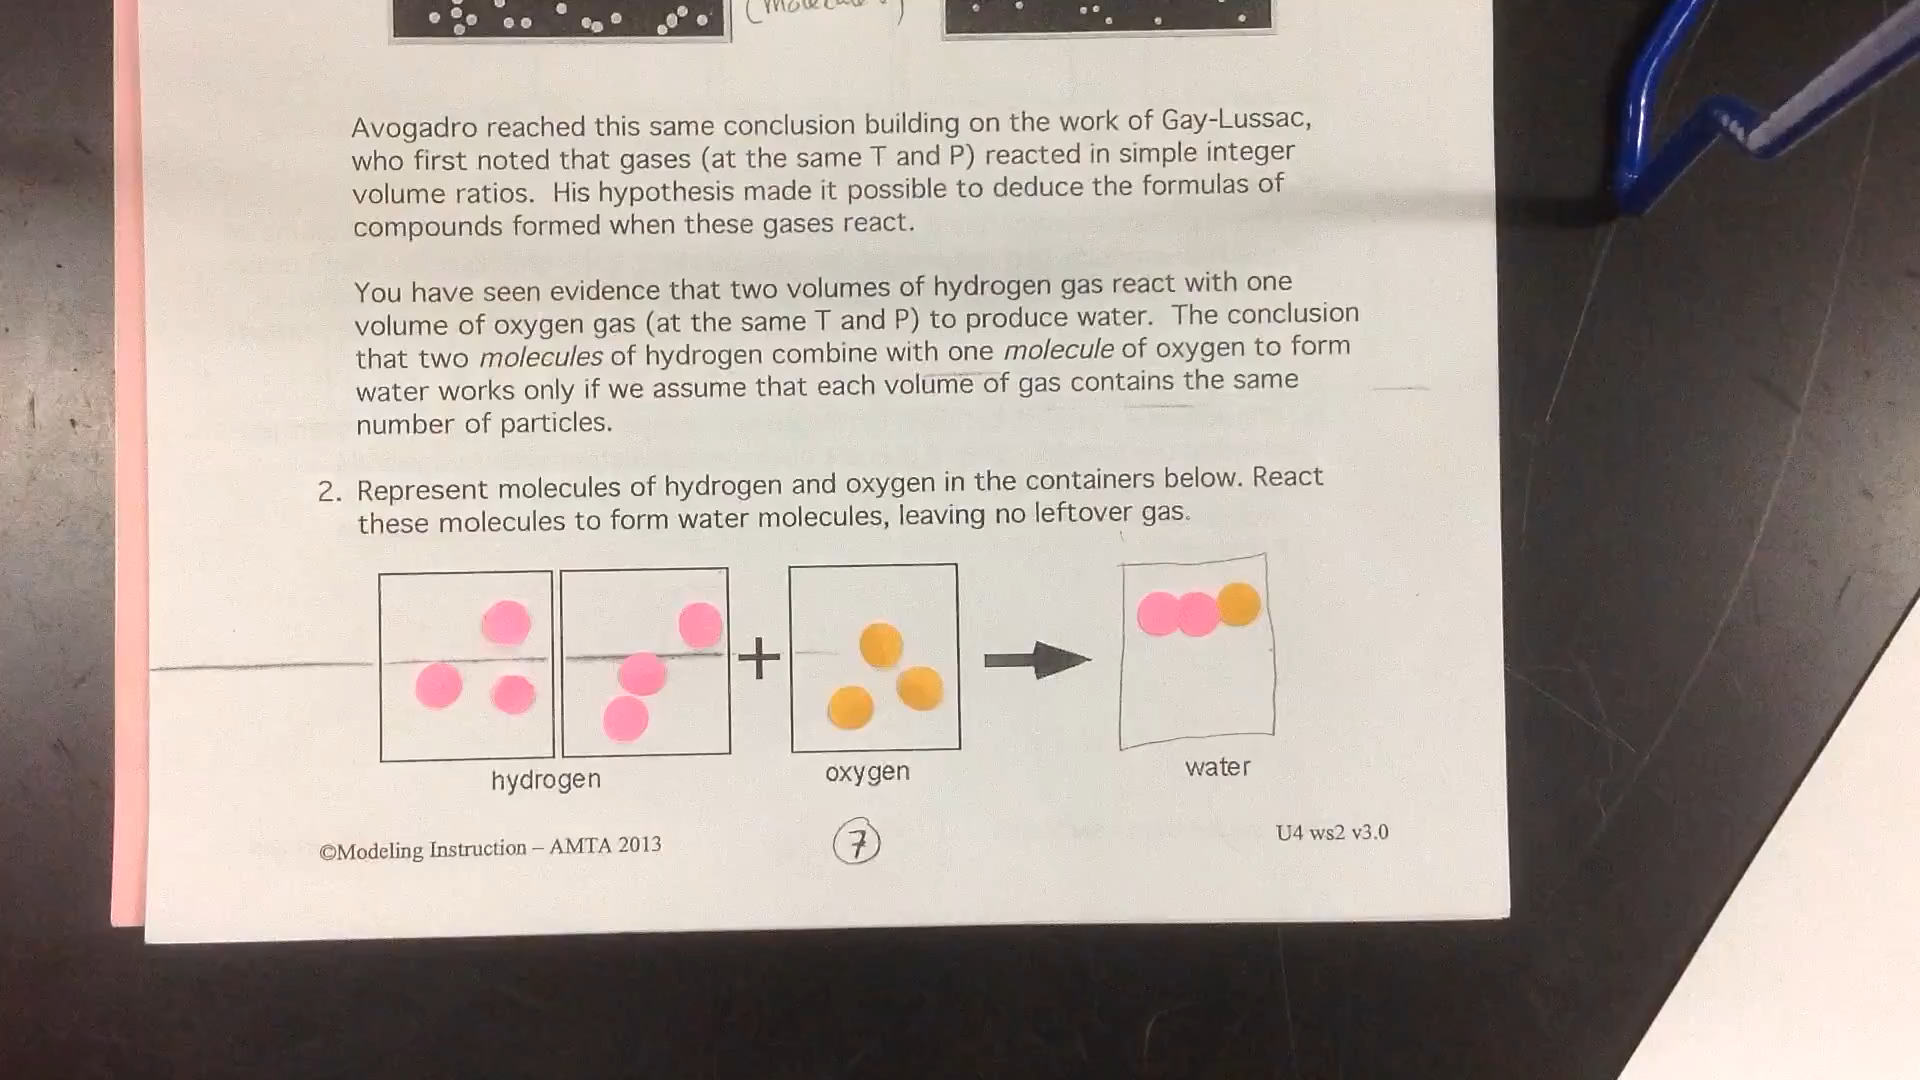 Avogadro reached this same conclusion building on the work of Gay-Lussac,
who first noted that gases (at the same T and P) reacted in simple integer
volume ratios. His hypothesis made it possible to deduce the formulas of
compounds formed when these gases react.
You have seen evidence that two volumes of hydrogen gas react with one
volume of oxygen gas (at the same T and P) to produce water. The conclusion
that two molecules of hydrogen combine with one molecule of oxygen to form
water works only if we assume that each volume of gas contains the same
number of particles.
2. Represent molecules of hydrogen and oxygen in the containers below. React
these molecules to form water molecules, leaving no leftover gas.
+
hydrogen oxygen water
©Modeling Instruction – AMTA 2013 7 U4 ws2 v3.0